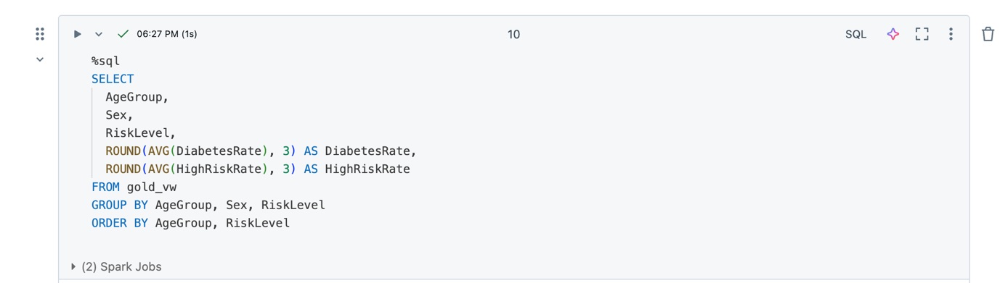 06:27 PM (1s)
10
SQL
%sql
SELECT
AgeGroup,
Sex,
RiskLevel,
ROUND(AVG(DiabetesRate), 3) AS DiabetesRate,
ROUND(AVG(HighRiskRate), 3) AS HighRiskRate
FROM gold_vw
GROUP BY AgeGroup, Sex, RiskLevel
ORDER BY AgeGroup, RiskLevel
(2) Spark Jobs